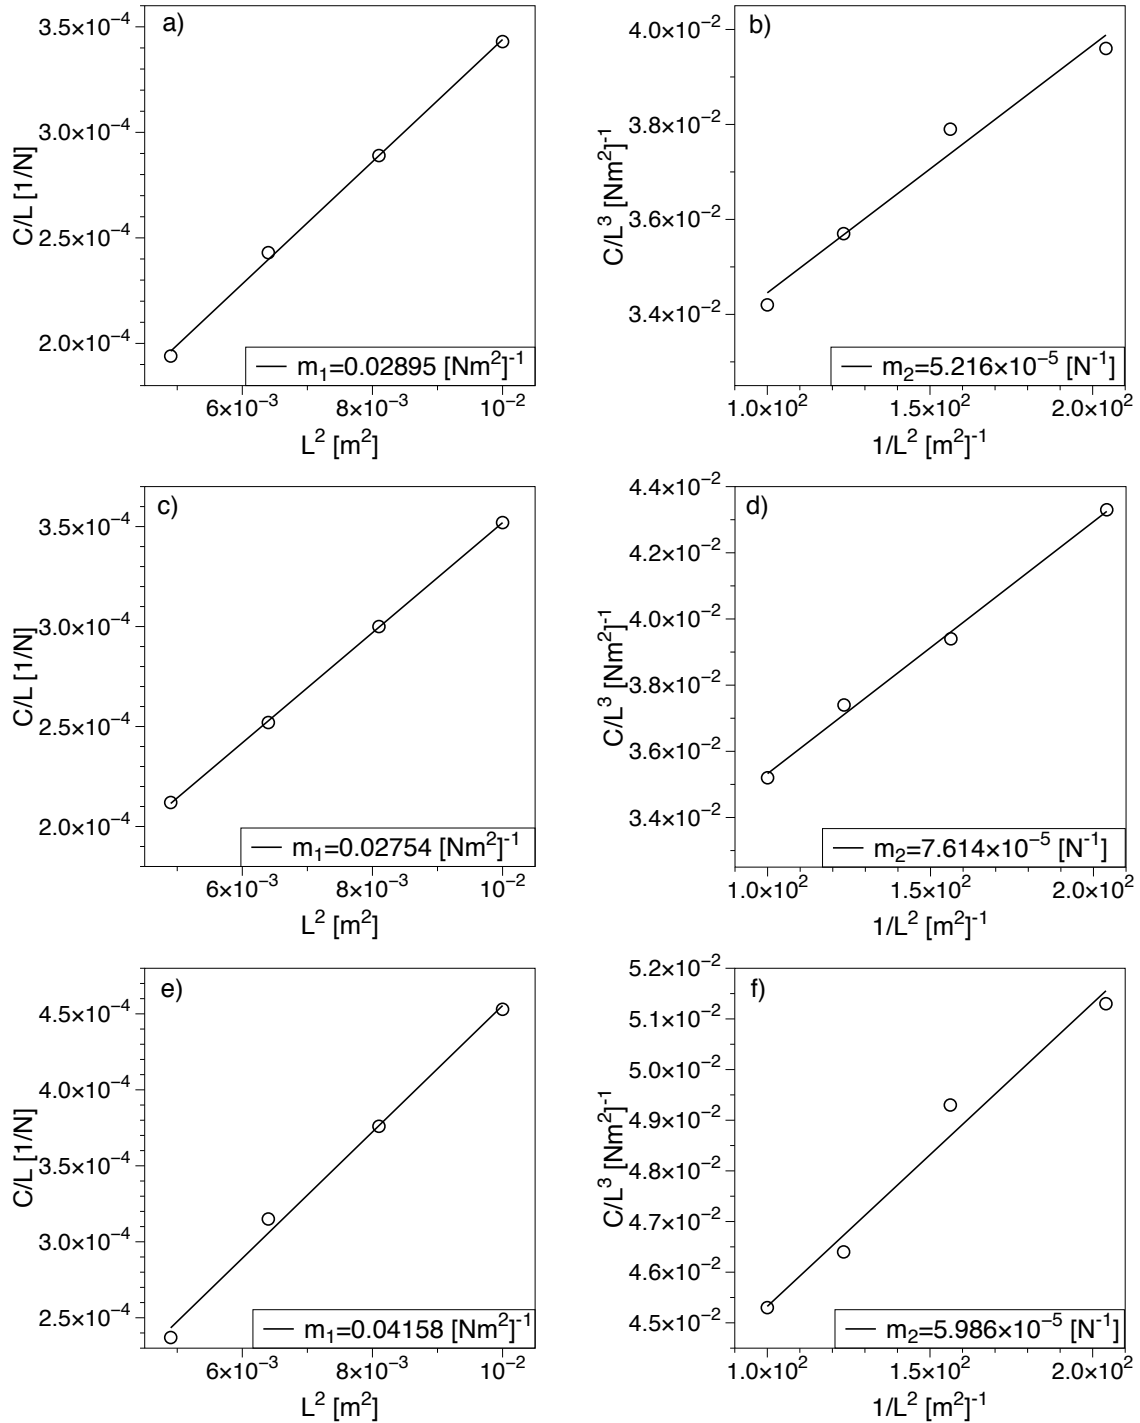 a)
3.5×10⁻⁴
3.0×10⁻⁴
2.5×10⁻⁴
2.0×10⁻⁴
C/L [1/N]
m₁=0.02895 [Nm²]⁻¹
6×10⁻³ 8×10⁻³ 10⁻²
L² [m²]
b)
4.0×10⁻²
3.8×10⁻²
3.6×10⁻²
3.4×10⁻²
C/L³ [Nm²]⁻¹
m₂=5.216×10⁻⁵ [N⁻¹]
1.0×10² 1.5×10² 2.0×10²
1/L² [m²]⁻¹
c)
3.5×10⁻⁴
3.0×10⁻⁴
2.5×10⁻⁴
2.0×10⁻⁴
C/L [1/N]
m₁=0.02754 [Nm²]⁻¹
6×10⁻³ 8×10⁻³ 10⁻²
L² [m²]
d)
4.4×10⁻²
4.2×10⁻²
4.0×10⁻²
3.8×10⁻²
3.6×10⁻²
3.4×10⁻²
C/L³ [Nm²]⁻¹
m₂=7.614×10⁻⁵ [N⁻¹]
1.0×10² 1.5×10² 2.0×10²
1/L² [m²]⁻¹
e)
4.5×10⁻⁴
4.0×10⁻⁴
3.5×10⁻⁴
3.0×10⁻⁴
2.5×10⁻⁴
C/L [1/N]
m₁=0.04158 [Nm²]⁻¹
6×10⁻³ 8×10⁻³ 10⁻²
L² [m²]
f)
5.2×10⁻²
5.1×10⁻²
5.0×10⁻²
4.9×10⁻²
4.8×10⁻²
4.7×10⁻²
4.6×10⁻²
4.5×10⁻²
C/L³ [Nm²]⁻¹
m₂=5.986×10⁻⁵ [N⁻¹]
1.0×10² 1.5×10² 2.0×10²
1/L² [m²]⁻¹